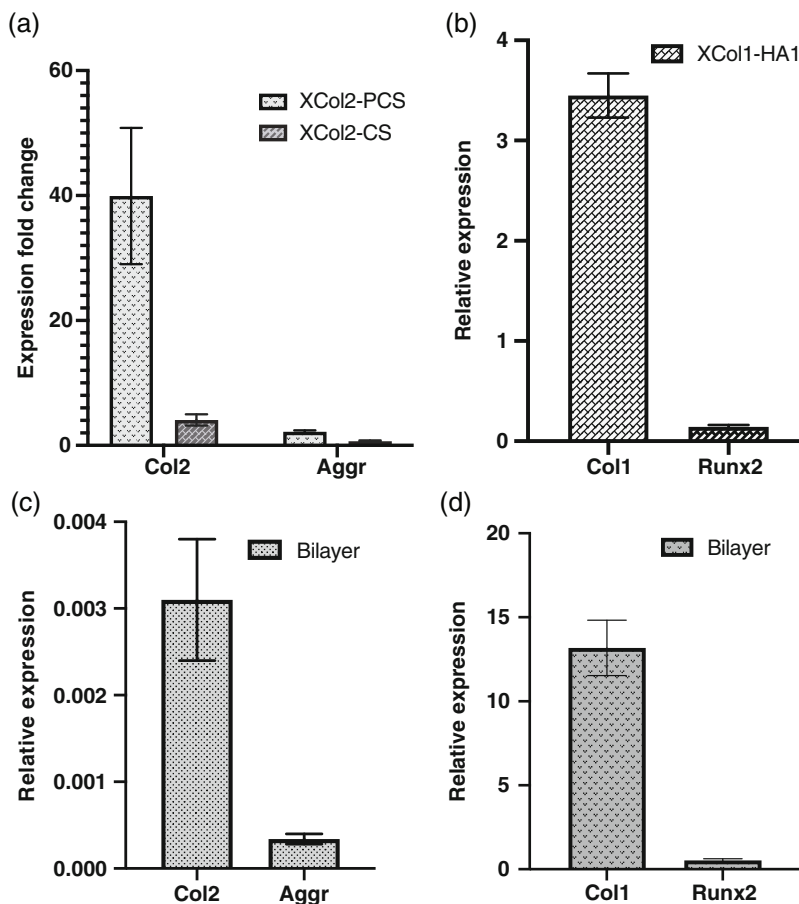 (a)
Expression fold change
60
40
20
0
XCol2-PCS
XCol2-CS
Col2
Aggr
(b)
Relative expression
4
3
2
1
0
XCol1-HA1
Col1
Runx2
(c)
Relative expression
0.004
0.003
0.002
0.001
0.000
Bilayer
Col2
Aggr
(d)
Relative expression
20
15
10
5
0
Bilayer
Col1
Runx2